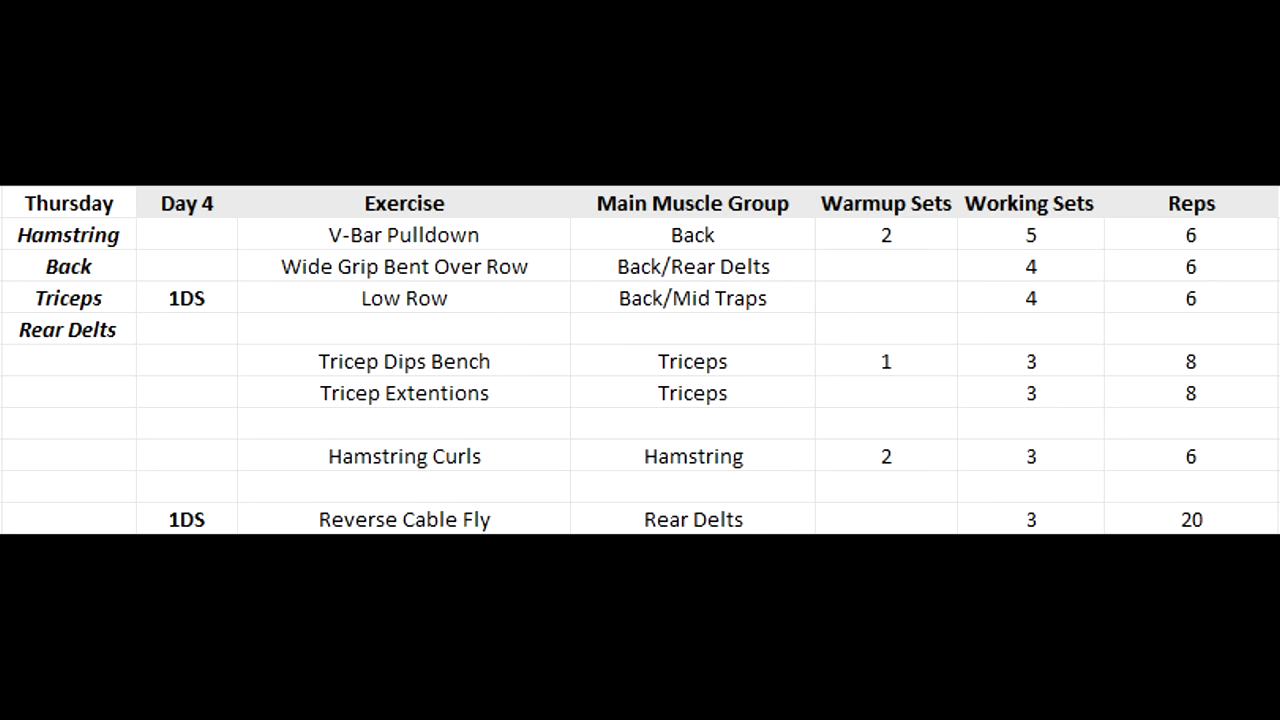 Thursday Day 4 Exercise Main Muscle Group Warmup Sets Working Sets Reps
Hamstring V-Bar Pulldown Back 2 5 6
Back Wide Grip Bent Over Row Back/Rear Delts 4 6
Triceps 1DS Low Row Back/Mid Traps 4 6
Rear Delts
Tricep Dips Bench Triceps 1 3 8
Tricep Extentions Triceps 3 8
Hamstring Curls Hamstring 2 3 6
1DS Reverse Cable Fly Rear Delts 3 20